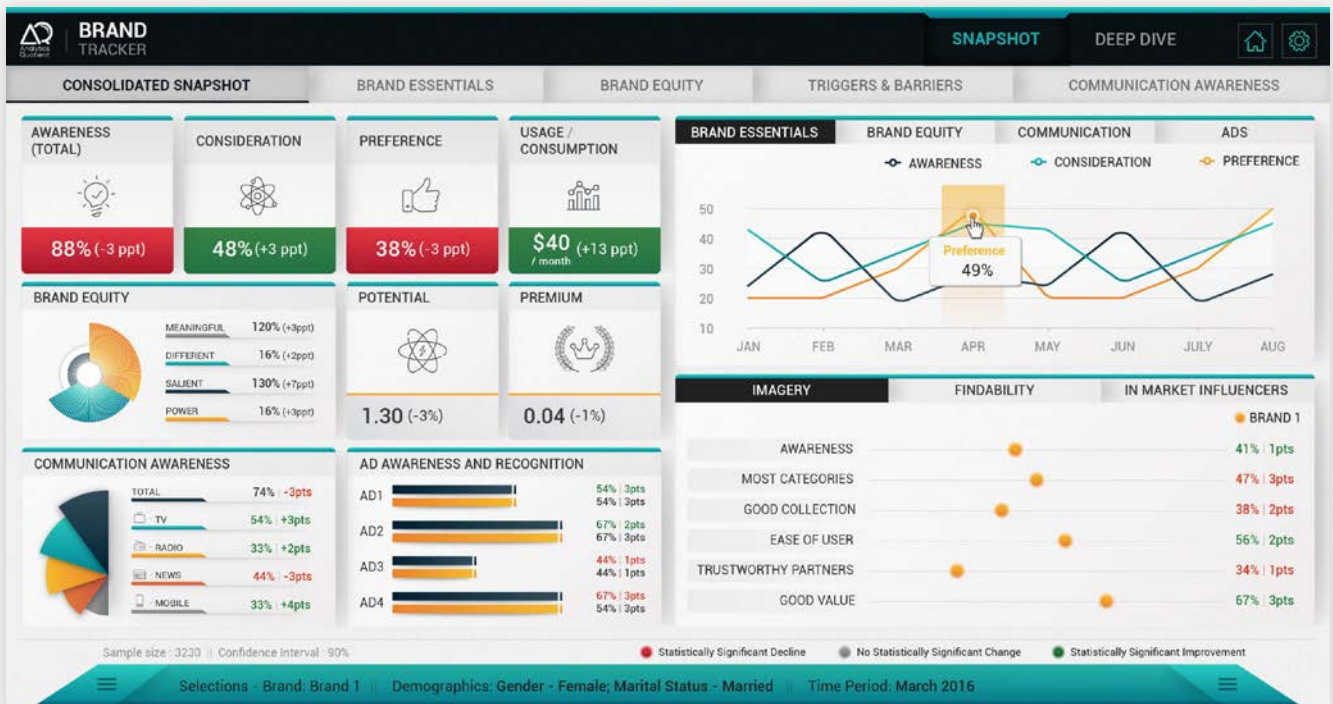 AQ
Analytics
Quotient
BRAND
TRACKER
SNAPSHOT
DEEP DIVE
CONSOLIDATED SNAPSHOT
BRAND ESSENTIALS
BRAND EQUITY
TRIGGERS & BARRIERS
COMMUNICATION AWARENESS
AWARENESS
(TOTAL)
88% (-3 ppt)
CONSIDERATION
48% (+3 ppt)
PREFERENCE
38% (-3 ppt)
USAGE /
CONSUMPTION
$40 (+13 ppt)
/ month
BRAND EQUITY
MEANINGFUL 120% (+3ppt)
DIFFERENT 16% (+2ppt)
SALIENT 130% (+7ppt)
POWER 16% (+3ppt)
POTENTIAL
1.30 (-3%)
PREMIUM
0.04 (-1%)
COMMUNICATION AWARENESS
TOTAL 74% | -3pts
- TV 54% | +3pts
- RADIO 33% | +2pts
- NEWS 44% | -3pts
- MOBILE 33% | +4pts
AD AWARENESS AND RECOGNITION
AD1
54% | 3pts
54% | 3pts
AD2
67% | 2pts
67% | 3pts
AD3
44% | 1pts
44% | 1pts
AD4
67% | 3pts
54% | 3pts
BRAND ESSENTIALS
BRAND EQUITY
COMMUNICATION
ADS
AWARENESS
CONSIDERATION
PREFERENCE
50
40
30
20
10
Preference
49%
JAN FEB MAR APR MAY JUN JULY AUG
IMAGERY
FINDABILITY
IN MARKET INFLUENCERS
BRAND 1
AWARENESS 41% | 1pts
MOST CATEGORIES 47% | 3pts
GOOD COLLECTION 38% | 2pts
EASE OF USER 56% | 2pts
TRUSTWORTHY PARTNERS 34% | 1pts
GOOD VALUE 67% | 3pts
Sample size : 3230 || Confidence Interval : 90%
Statistically Significant Decline
No Statistically Significant Change
Statistically Significant Improvement
Selections - Brand: Brand 1 || Demographics: Gender - Female; Marital Status - Married || Time Period: March 2016